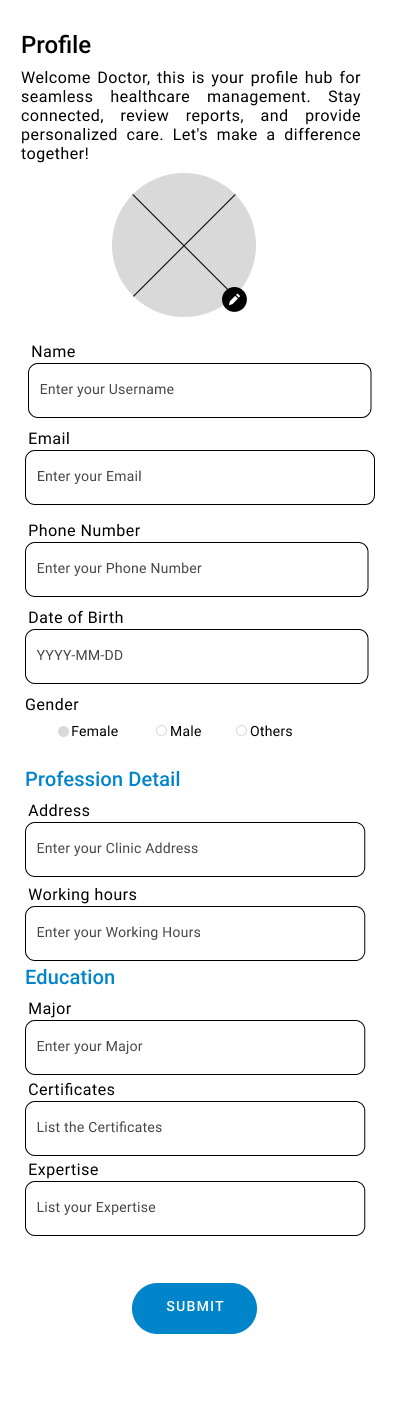 Profile
Welcome Doctor, this is your profile hub for
seamless healthcare management. Stay
connected, review reports, and provide
personalized care. Let's make a difference
together!
Name
Enter your Username
Email
Enter your Email
Phone Number
Enter your Phone Number
Date of Birth
YYYY-MM-DD
Gender
Female Male Others
Profession Detail
Address
Enter your Clinic Address
Working hours
Enter your Working Hours
Education
Major
Enter your Major
Certificates
List the Certificates
Expertise
List your Expertise
SUBMIT